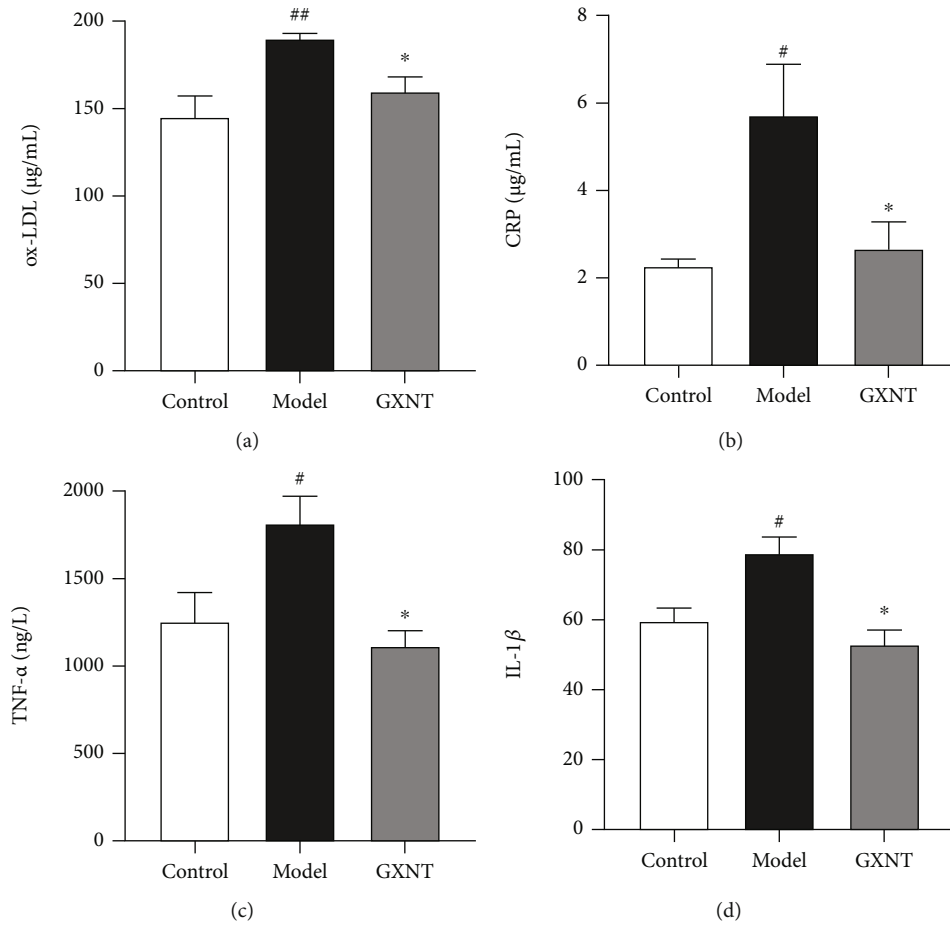 ox-LDL (μg/mL)
200
150
100
50
0
##
*
Control Model GXNT
(a)
CRP (μg/mL)
8
6
4
2
0
#
*
Control Model GXNT
(b)
TNF-α (ng/L)
2000
1500
1000
500
0
#
*
Control Model GXNT
(c)
IL-1β
100
80
60
40
20
0
#
*
Control Model GXNT
(d)